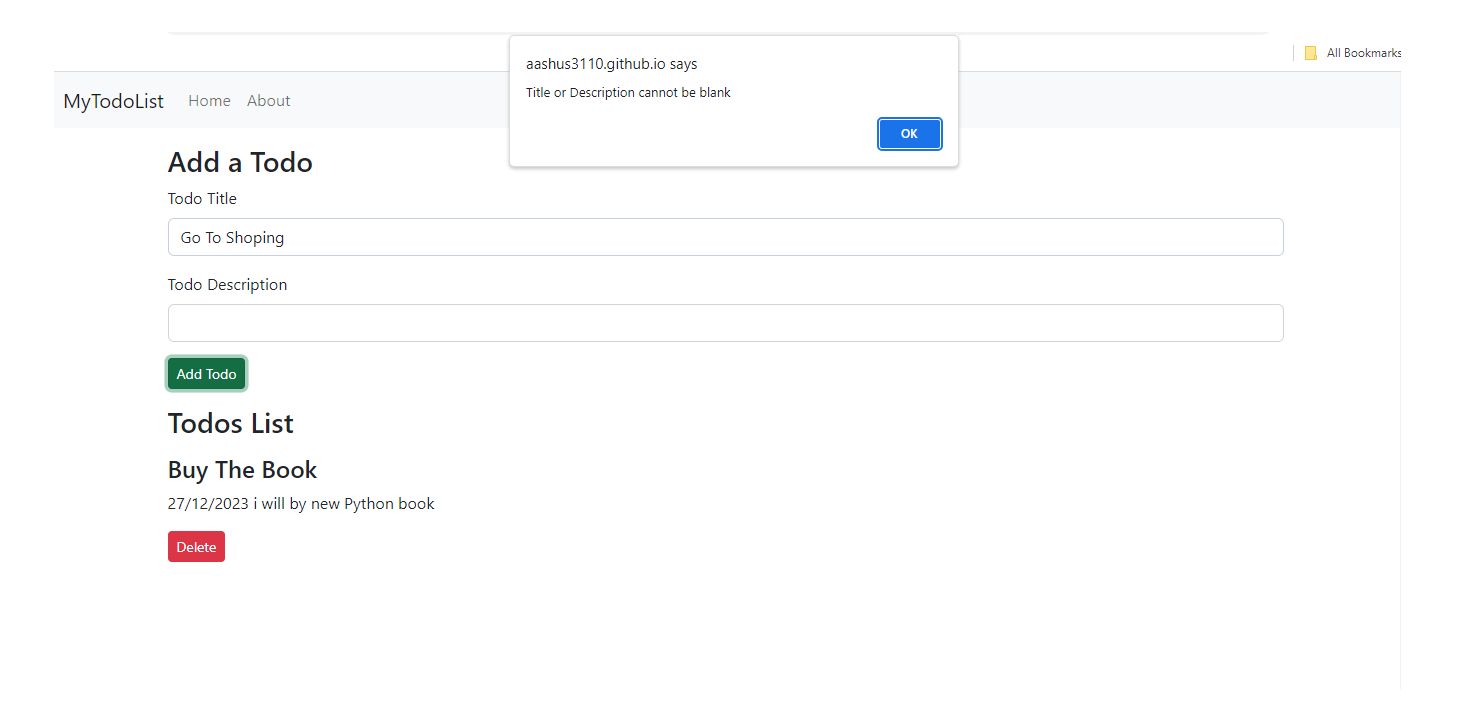 All Bookmarks
aashus3110.github.io says
Title or Description cannot be blank
OK
MyTodoList Home About
Add a Todo
Todo Title
Go To Shoping
Todo Description
Add Todo
Todos List
Buy The Book
27/12/2023 i will by new Python book
Delete